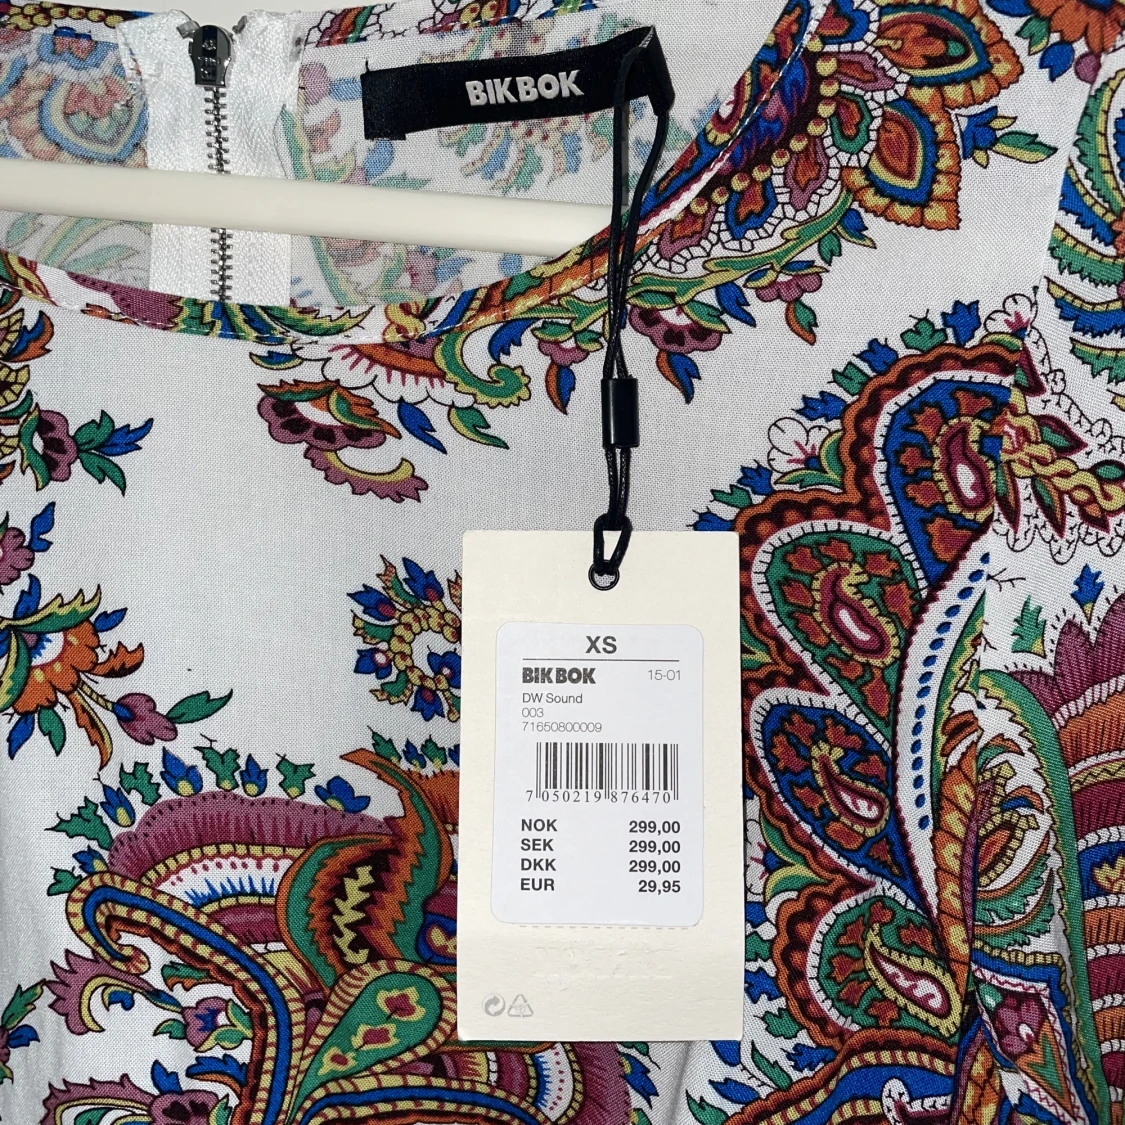 BIKBOK
XS
BIKBOK 15-01
DW Sound
003
71650800009
7 050219 876470
NOK 299,00
SEK 299,00
DKK 299,00
EUR 29,95